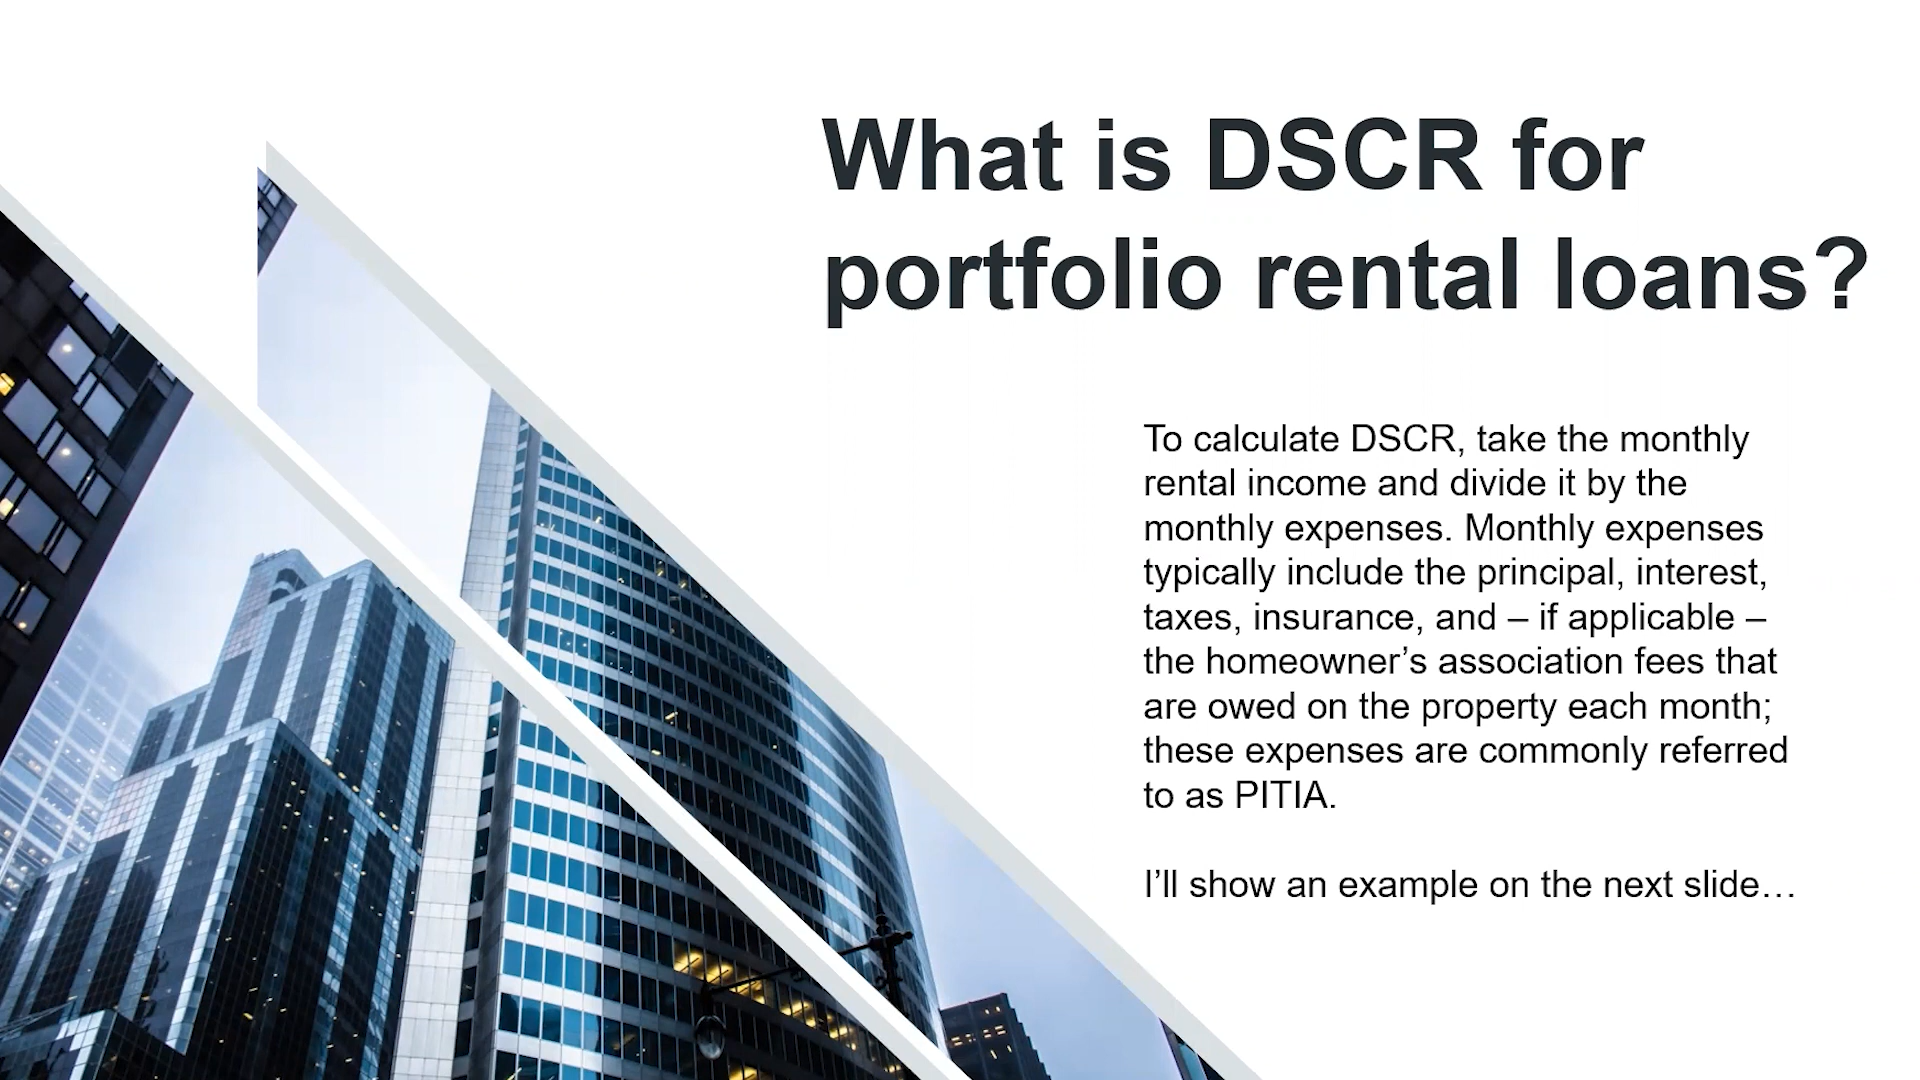 What is DSCR for
portfolio rental loans?
To calculate DSCR, take the monthly
rental income and divide it by the
monthly expenses. Monthly expenses
typically include the principal, interest,
taxes, insurance, and – if applicable –
the homeowner’s association fees that
are owed on the property each month;
these expenses are commonly referred
to as PITIA.
I’ll show an example on the next slide…